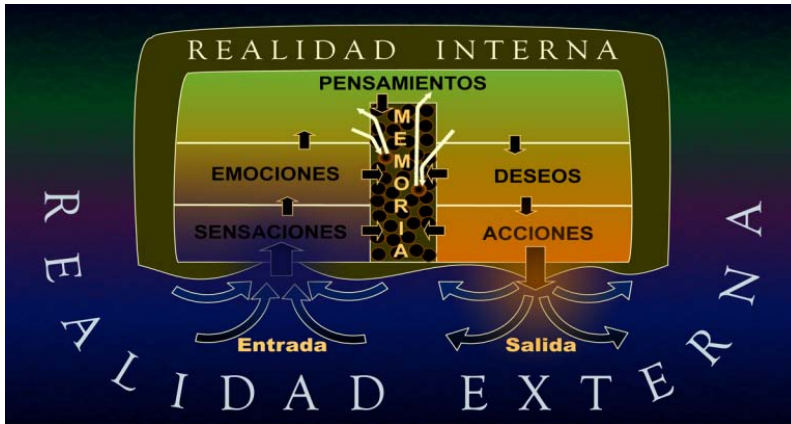 REALIDAD INTERNA
PENSAMIENTOS
MEMORIA
EMOCIONES
DESEOS
SENSACIONES
ACCIONES
Entrada
Salida
REALIDAD EXTERNA